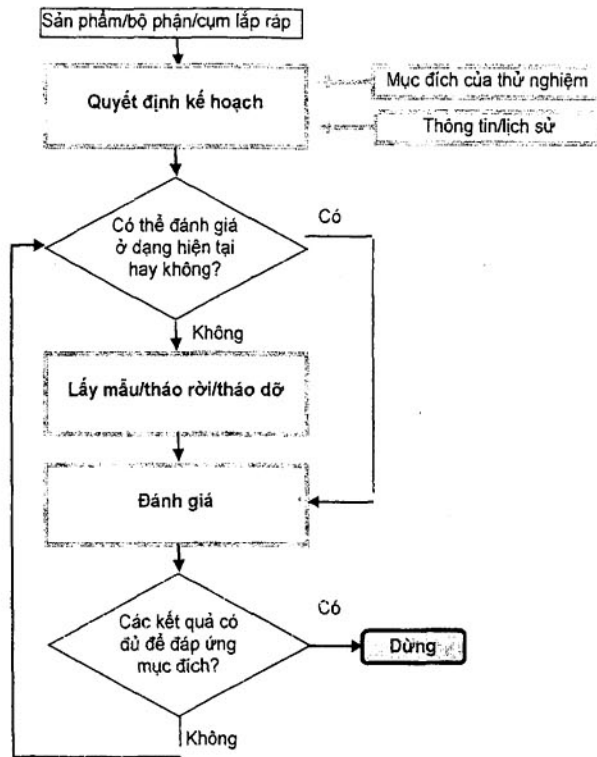 Sản phẩm/bộ phận/cụm lắp ráp
Quyết định kế hoạch
Mục đích của thử nghiệm
Thông tin/lịch sử
Có thể đánh giá
ở dạng hiện tại
hay không?
Có
Không
Lấy mẫu/tháo rời/tháo dỡ
Đánh giá
Các kết quả có
đủ để đáp ứng
mục đích?
Có
Dừng
Không